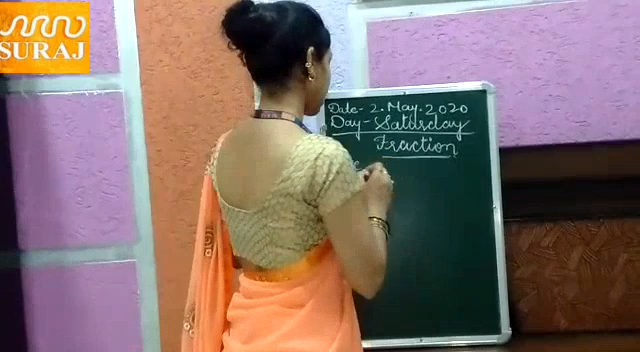 SURAJ
Date- 2. May. 2020
Day- Saturday
Fraction